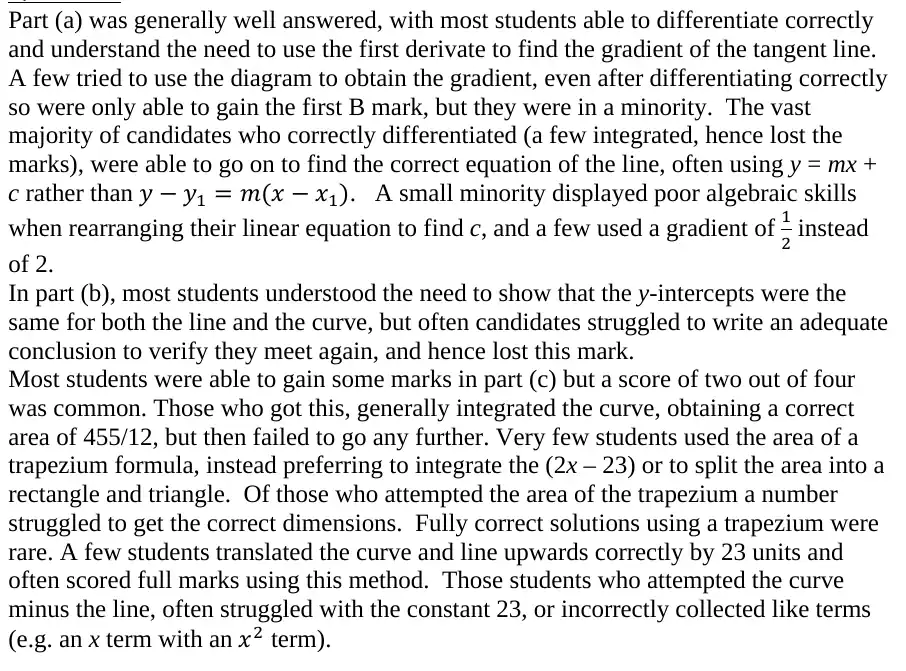 Part (a) was generally well answered, with most students able to differentiate correctly
and understand the need to use the first derivate to find the gradient of the tangent line.
A few tried to use the diagram to obtain the gradient, even after differentiating correctly
so were only able to gain the first B mark, but they were in a minority.  The vast
majority of candidates who correctly differentiated (a few integrated, hence lost the
marks), were able to go on to find the correct equation of the line, often using y = mx +
c rather than y − y₁ = m(x − x₁).   A small minority displayed poor algebraic skills
when rearranging their linear equation to find c, and a few used a gradient of 1/2 instead
of 2.
In part (b), most students understood the need to show that the y-intercepts were the
same for both the line and the curve, but often candidates struggled to write an adequate
conclusion to verify they meet again, and hence lost this mark.
Most students were able to gain some marks in part (c) but a score of two out of four
was common. Those who got this, generally integrated the curve, obtaining a correct
area of 455/12, but then failed to go any further. Very few students used the area of a
trapezium formula, instead preferring to integrate the (2x – 23) or to split the area into a
rectangle and triangle.  Of those who attempted the area of the trapezium a number
struggled to get the correct dimensions.  Fully correct solutions using a trapezium were
rare. A few students translated the curve and line upwards correctly by 23 units and
often scored full marks using this method.  Those students who attempted the curve
minus the line, often struggled with the constant 23, or incorrectly collected like terms
(e.g. an x term with an x² term).